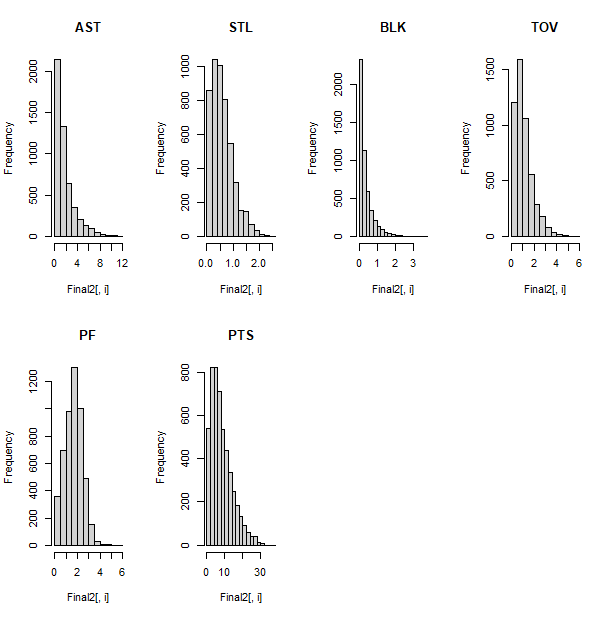 AST
Frequency
0
500
1000
1500
2000
0
4
8
12
Final2[, i]
STL
Frequency
0
200
400
600
800
1000
0.0
1.0
2.0
Final2[, i]
BLK
Frequency
0
500
1000
1500
2000
0
1
2
3
Final2[, i]
TOV
Frequency
0
500
1000
1500
0
2
4
6
Final2[, i]
PF
Frequency
0
200
400
600
800
1200
0
2
4
6
Final2[, i]
PTS
Frequency
0
200
400
600
800
0
10
30
Final2[, i]